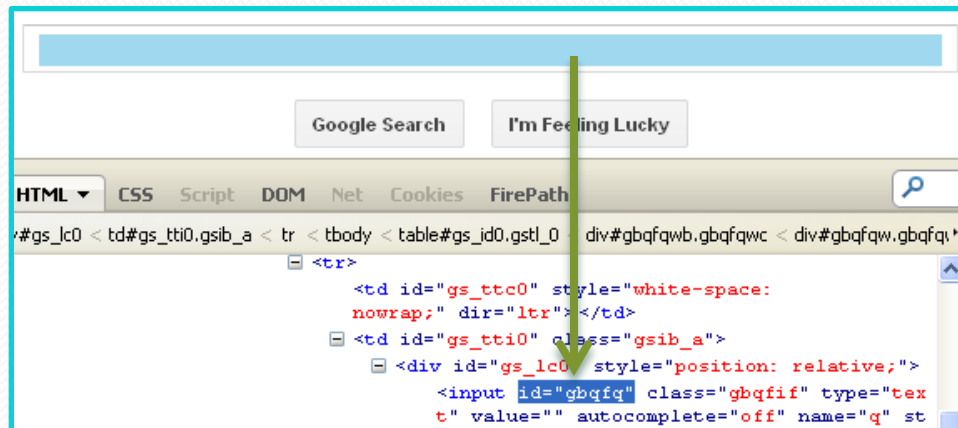 Google Search I'm Feeling Lucky
HTML CSS Script DOM Net Cookies FirePath
#gs_lc0 < td#gs_tti0.gsib_a < tr < tbody < table#gs_id0.gstl_0 < div#gbqfqwb.gbqfqwc < div#gbqfqw.gbqfqw
<tr>
<td id="gs_ttc0" style="white-space:
nowrap;" dir="ltr"></td>
<td id="gs_tti0" class="gsib_a">
<div id="gs_lc0" style="position: relative;">
<input id="gbqfq" class="gbqfif" type="tex
t" value="" autocomplete="off" name="q" st